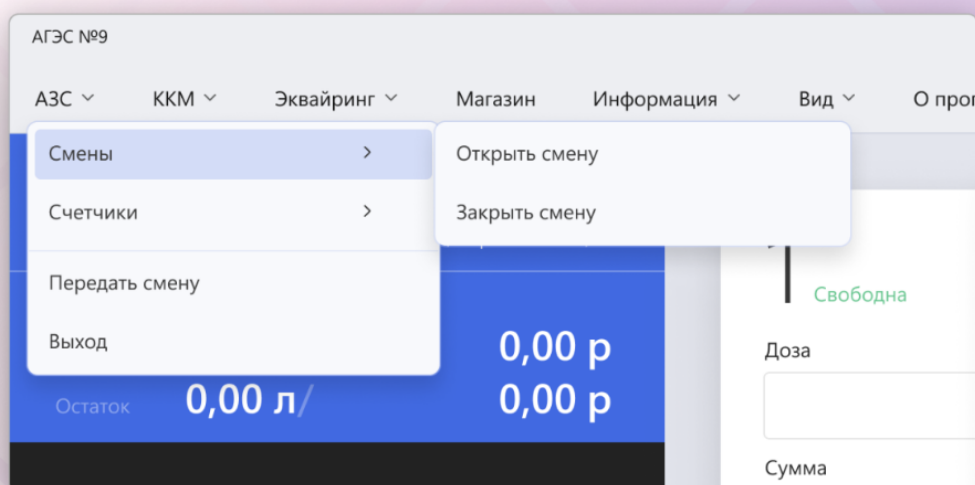 АГЭС №9
АЗС ККМ Эквайринг Магазин Информация Вид О
Смены
Открыть смену
Счетчики
Закрыть смену
Передать смену
Выход
1
Свободна
0,00 р
Доза
Остаток 0,00 л/ 0,00 р
Сумма